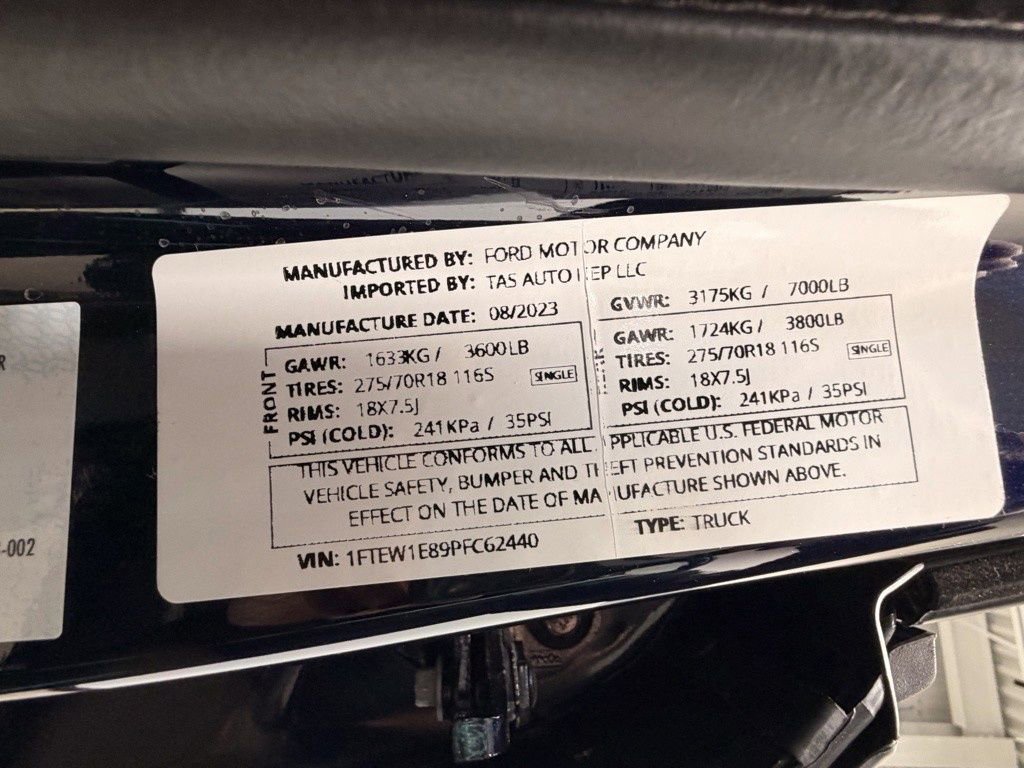 MANUFACTURED BY: FORD MOTOR COMPANY
IMPORTED BY: TAS AUTO LLC
MANUFACTURE DATE: 08/2023
GVWR: 3175KG / 7000LB
FRONT
GAWR: 1633KG / 3600LB
TIRES: 275/70R18 116S SINGLE
RIMS: 18X7.5J
PSI (COLD): 241KPa / 35PSI
GAWR: 1724KG / 3800LB
TIRES: 275/70R18 116S SINGLE
RIMS: 18X7.5J
PSI (COLD): 241KPa / 35PSI
THIS VEHICLE CONFORMS TO ALL APPLICABLE U.S. FEDERAL MOTOR
VEHICLE SAFETY, BUMPER AND THEFT PREVENTION STANDARDS IN
EFFECT ON THE DATE OF MANUFACTURE SHOWN ABOVE.
VIN: 1FTEW1E89PFC62440
TYPE: TRUCK
-002